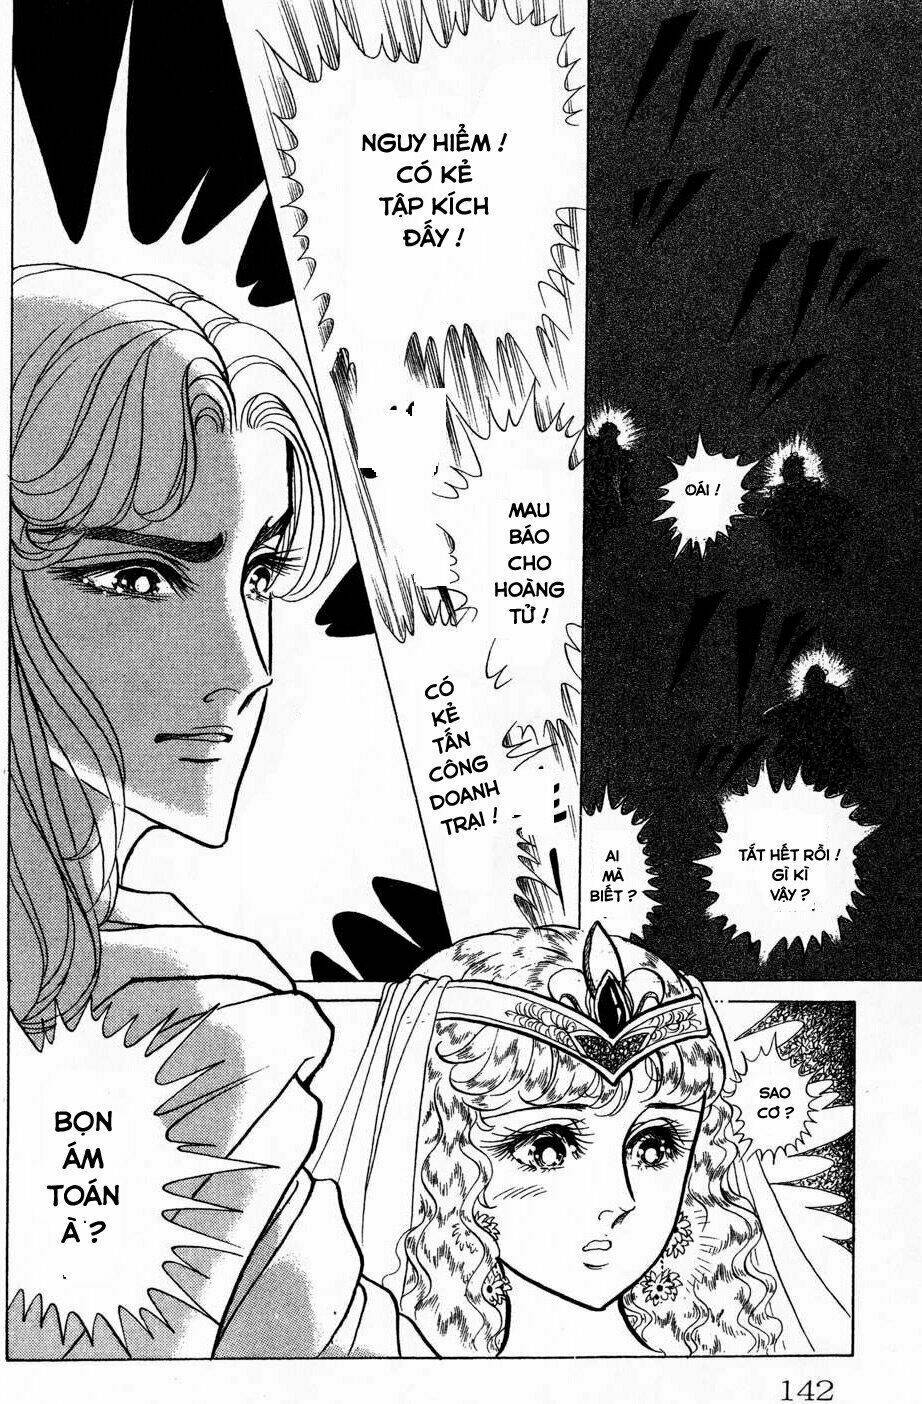 OÁI !
TẮT HẾT RỒI !
GÌ KÌ
VẬY ?
AI
MÀ
BIẾT ?
NGUY HIỂM !
CÓ KẺ
TẬP KÍCH
ĐẤY !
MAU
BÁO
CHO
HOÀNG
TỬ !
CÓ
KẺ
TẤN
CÔNG
DOANH
TRẠI !
SAO
CƠ ?
BỌN
ÁM
TOÁN
À ?
142